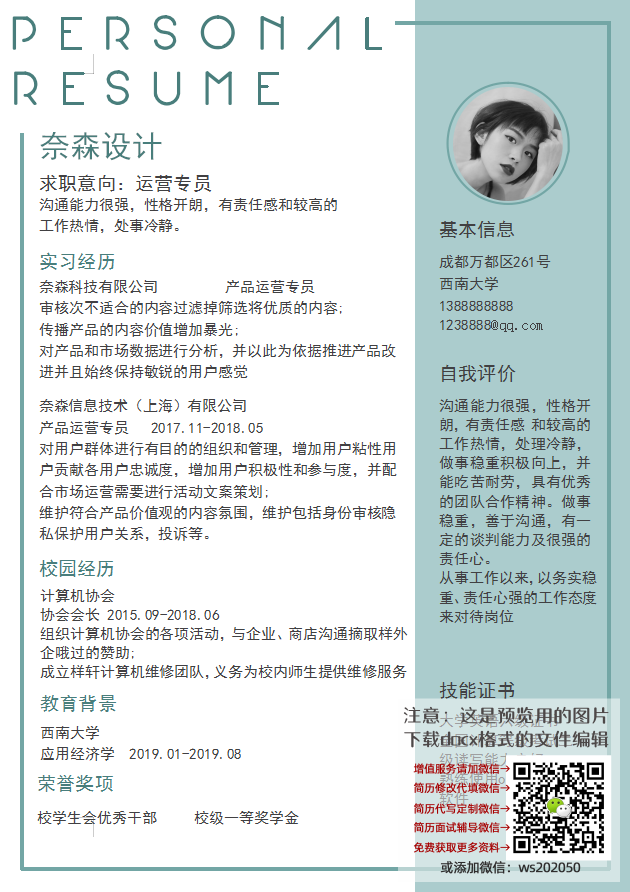 PERSONAL
RESUME
奈森设计
求职意向：运营专员
沟通能力很强，性格开朗，有责任感和较高的
工作热情，处事冷静。
实习经历
奈森科技有限公司 产品运营专员
审核次不适合的内容过滤掉筛选将优质的内容；
传播产品的内容价值增加暴光；
对产品和市场数据进行分析，并以此为依据推进产品改
进并且始终保持敏锐的用户感觉
奈森信息技术（上海）有限公司
产品运营专员 2017.11-2018.05
对用户群体进行有目的的组织和管理，增加用户粘性用
户贡献各用户忠诚度，增加用户积极性和参与度，并配
合市场运营需要进行活动文案策划；
维护符合产品价值观的内容氛围，维护包括身份审核隐
私保护用户关系，投诉等。
校园经历
计算机协会
协会会长 2015.09-2018.06
组织计算机协会的各项活动，与企业、商店沟通摘取样外
企哦过的赞助；
成立样轩计算机维修团队，义务为校内师生提供维修服务
教育背景
西南大学
应用经济学 2019.01-2019.08
荣誉奖项
校学生会优秀干部 校级一等奖学金
基本信息
成都万都区261号
西南大学
1388888888
1238888@qq.com
自我评价
沟通能力很强，性格开
朗，有责任感 和较高的
工作热情，处理冷静，
做事稳重积极向上，并
能吃苦耐劳，具有优秀
的团队合作精神。做事
稳重，善于沟通，有一
定的谈判能力及很强的
责任心。
从事工作以来，以务实稳
重、责任心强的工作态度
来对待岗位
技能证书
注意：这是预览用的图片
下载docx格式的文件编辑
级读写能力
熟练使用o
软件
增值服务请加微信→
简历修改代填微信→
简历代写定制微信→
简历面试辅导微信→
免费获取更多资料→
或添加微信：ws202050